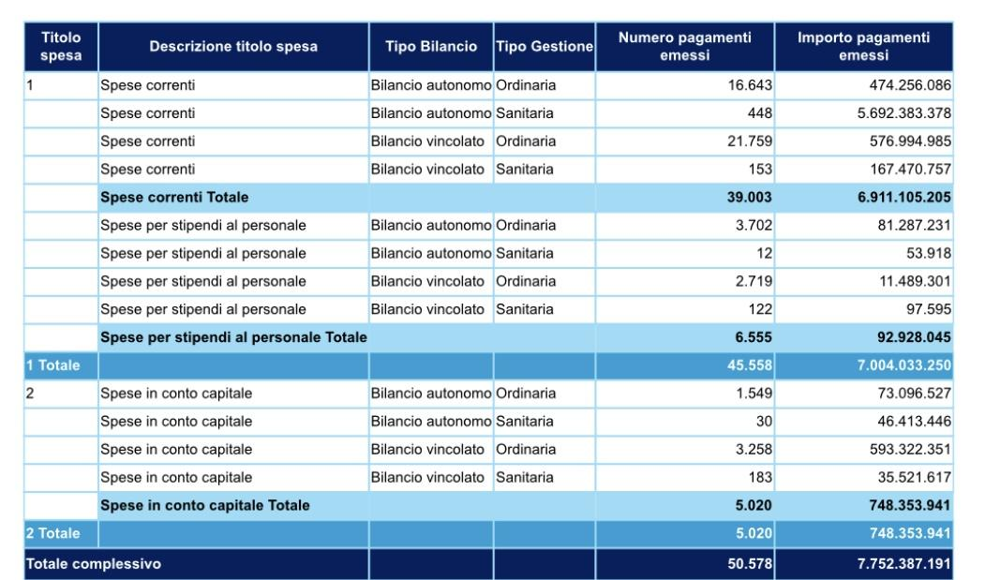 Titolo spesa Descrizione titolo spesa Tipo Bilancio Tipo Gestione Numero pagamenti emessi Importo pagamenti emessi
1 Spese correnti Bilancio autonomo Ordinaria 16.643 474.256.086
Spese correnti Bilancio autonomo Sanitaria 448 5.692.383.378
Spese correnti Bilancio vincolato Ordinaria 21.759 576.994.985
Spese correnti Bilancio vincolato Sanitaria 153 167.470.757
Spese correnti Totale 39.003 6.911.105.205
Spese per stipendi al personale Bilancio autonomo Ordinaria 3.702 81.287.231
Spese per stipendi al personale Bilancio autonomo Sanitaria 12 53.918
Spese per stipendi al personale Bilancio vincolato Ordinaria 2.719 11.489.301
Spese per stipendi al personale Bilancio vincolato Sanitaria 122 97.595
Spese per stipendi al personale Totale 6.555 92.928.045
1 Totale 45.558 7.004.033.250
2 Spese in conto capitale Bilancio autonomo Ordinaria 1.549 73.096.527
Spese in conto capitale Bilancio autonomo Sanitaria 30 46.413.446
Spese in conto capitale Bilancio vincolato Ordinaria 3.258 593.322.351
Spese in conto capitale Bilancio vincolato Sanitaria 183 35.521.617
Spese in conto capitale Totale 5.020 748.353.941
2 Totale 5.020 748.353.941
Totale complessivo 50.578 7.752.387.191